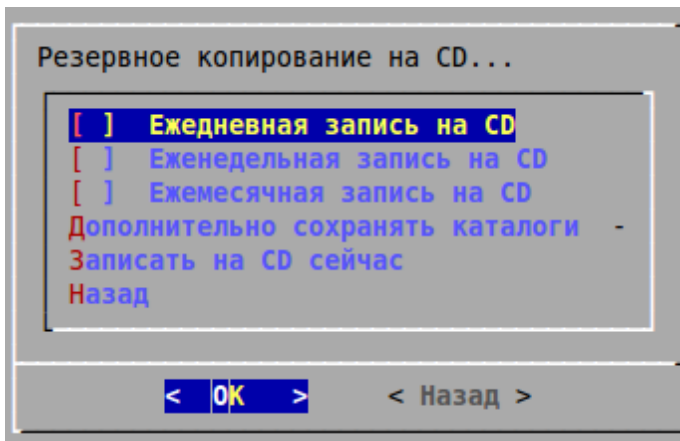 Резервное копирование на CD...
[ ] Ежедневная запись на CD
[ ] Еженедельная запись на CD
[ ] Ежемесячная запись на CD
Дополнительно сохранять каталоги -
Записать на CD сейчас
Назад
< OK > < Назад >